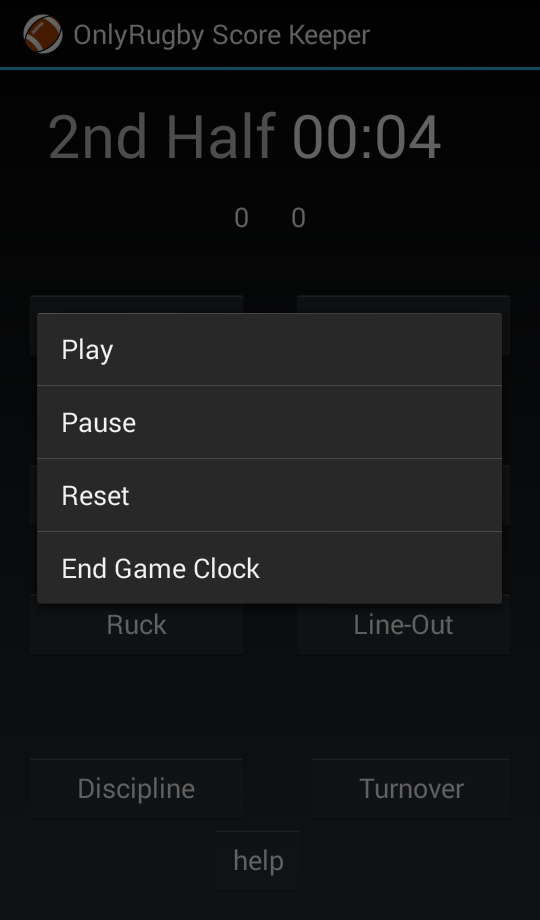 OnlyRugby Score Keeper
2nd Half 00:04
0 0
Play
Pause
Reset
End Game Clock
Ruck Line-Out
Discipline Turnover
help